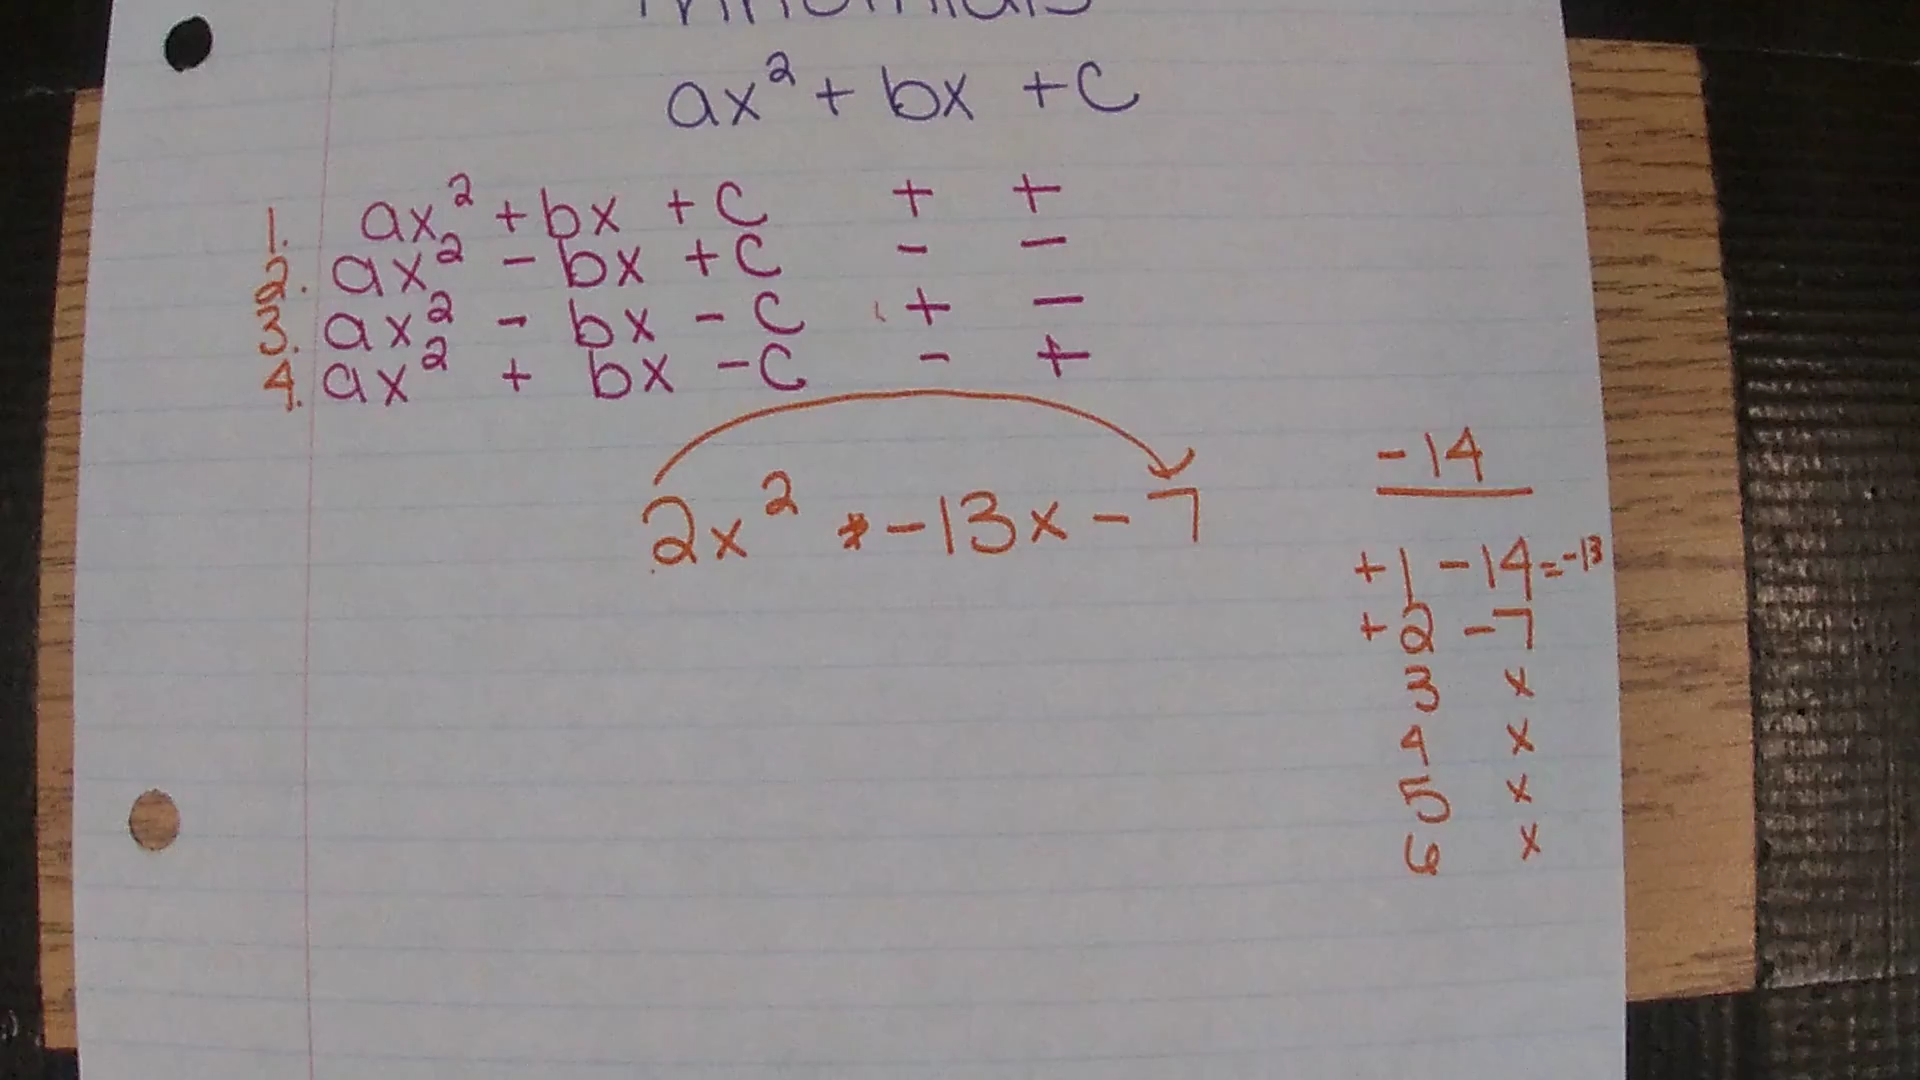 Trinomials
ax² + bx + c
1. ax² + bx + c + +
2. ax² - bx + c - -
3. ax² - bx - c + -
4. ax² + bx - c - +
2x² - 13x - 7
-14
+1 -14 = -13
+2 -7
3 x
4 x
5 x
6 x